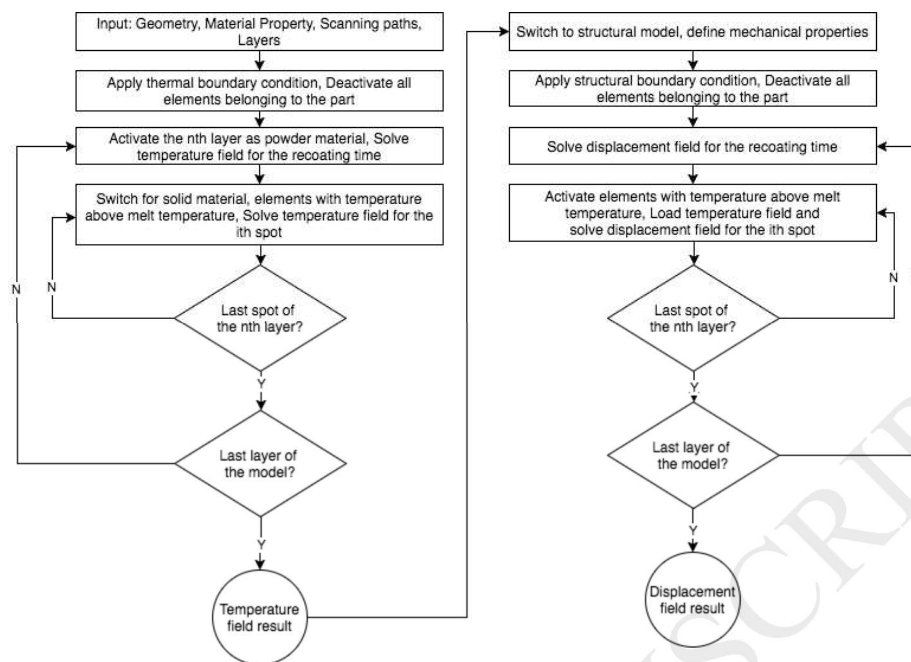 Input: Geometry, Material Property, Scanning paths,
Layers
Apply thermal boundary condition, Deactivate all
elements belonging to the part
Activate the nth layer as powder material, Solve
temperature field for the recoating time
Switch for solid material, elements with temperature
above melt temperature, Solve temperature field for the
ith spot
N
N
Last spot of
the nth layer?
Y
Last layer of
the model?
Y
Temperature
field result
Switch to structural model, define mechanical properties
Apply structural boundary condition, Deactivate all
elements belonging to the part
Solve displacement field for the recoating time
Activate elements with temperature above melt
temperature, Load temperature field and
solve displacement field for the ith spot
N
Last spot of
the nth layer?
Y
Last layer of
the model?
Y
Displacement
field result